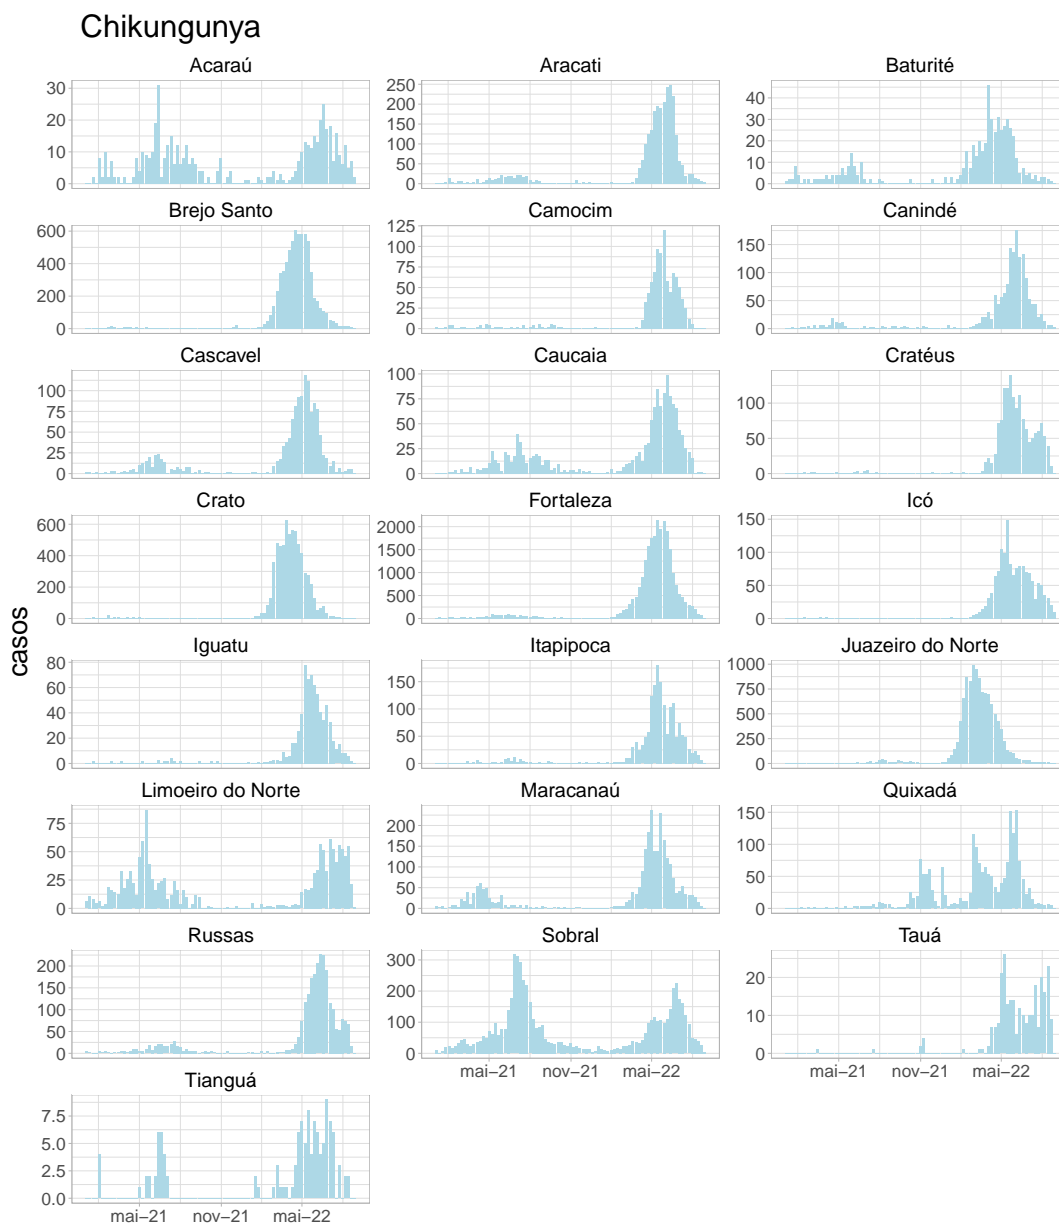 Chikungunya
Acaraú Aracati Baturité
30 20 10 0
250 200 150 100 50 0
40 30 20 10 0
Brejo Santo Camocim Canindé
600 400 200 0
125 100 75 50 25 0
150 100 50 0
Cascavel Caucaia Cratéus
100 75 50 25 0
100 75 50 25 0
100 50 0
Crato Fortaleza Icó
600 400 200 0
2000 1500 1000 500 0
150 100 50 0
casos
Iguatu Itapipoca Juazeiro do Norte
80 60 40 20 0
150 100 50 0
1000 750 500 250 0
Limoeiro do Norte Maracanaú Quixadá
75 50 25 0
200 150 100 50 0
150 100 50 0
Russas Sobral Tauá
200 150 100 50 0
300 200 100 0
20 10 0
mai–21 nov–21 mai–22 mai–21 nov–21 mai–22
Tianguá
7.5 5.0 2.5 0.0
mai–21 nov–21 mai–22